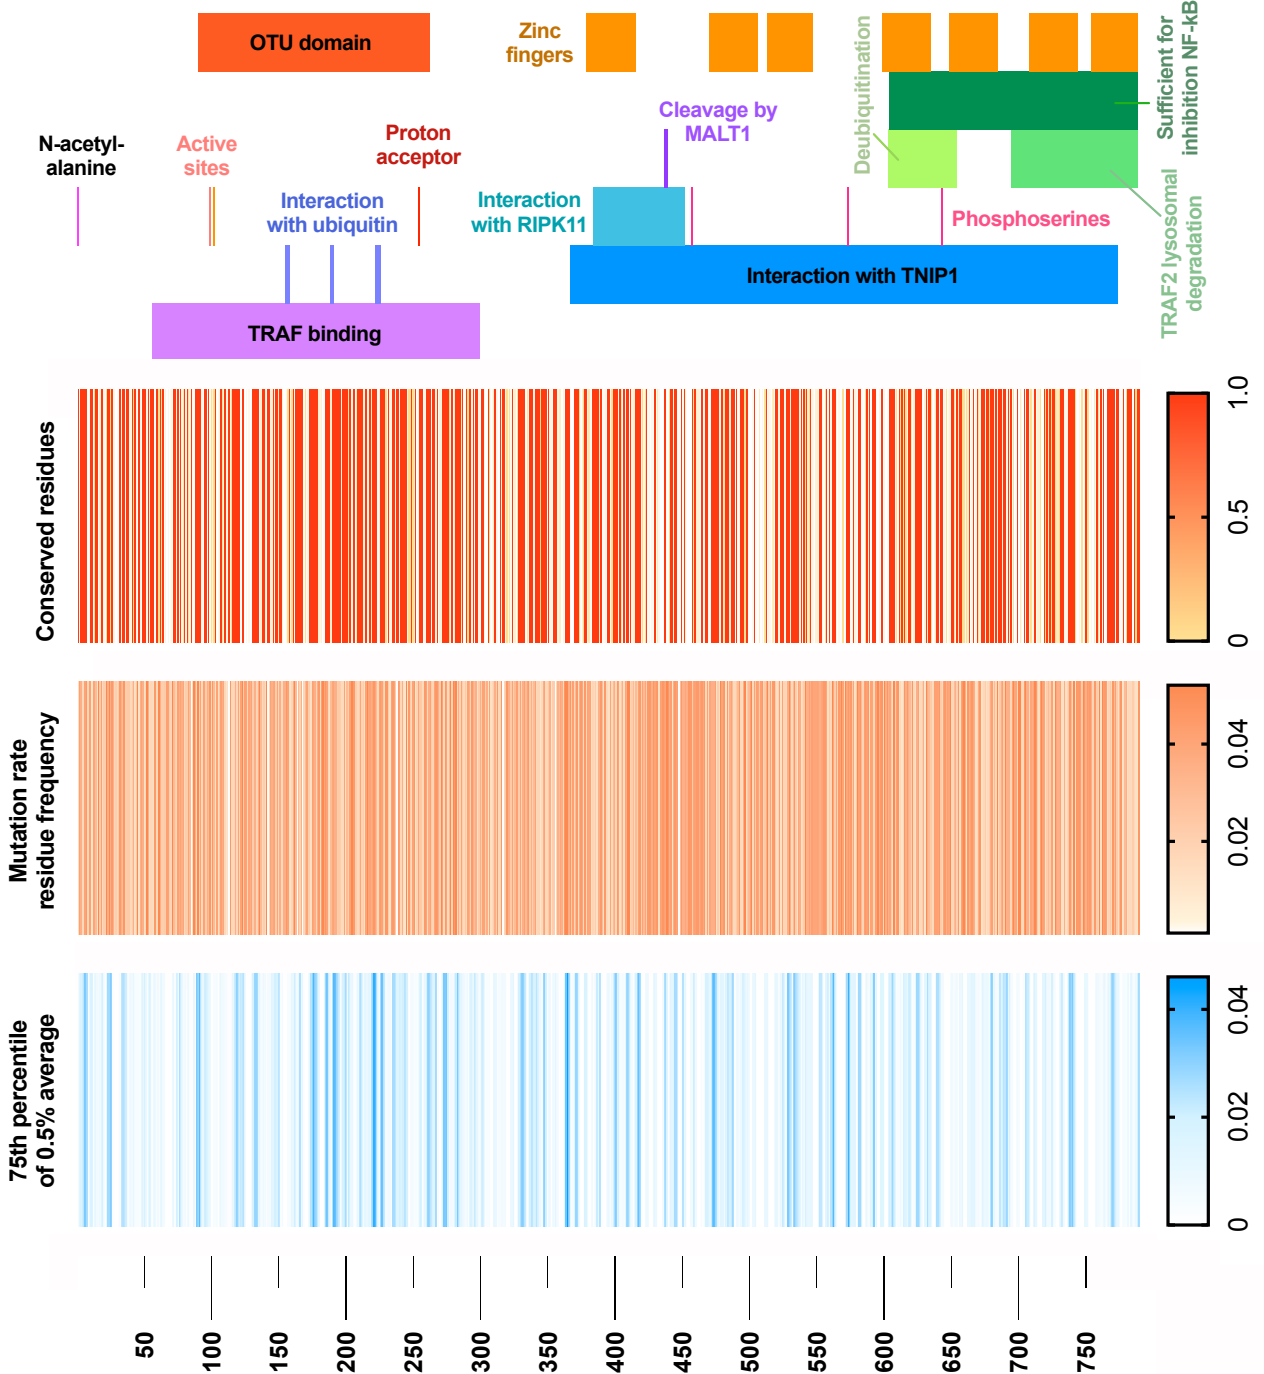 OTU domain
Zinc
fingers
Deubiquitination
Sufficient for
inhibition NF-kB
Cleavage by
MALT1
N-acetyl-
alanine
Active
sites
Proton
acceptor
Interaction
with ubiquitin
Interaction
with RIPK11
Phosphoserines
TRAF2 lysosomal
degradation
Interaction with TNIP1
TRAF binding
Conserved residues
0
0.5
1.0
Mutation rate
residue frequency
0.02
0.04
75th percentile
of 0.5% average
0
0.02
0.04
50
100
150
200
250
300
350
400
450
500
550
600
650
700
750